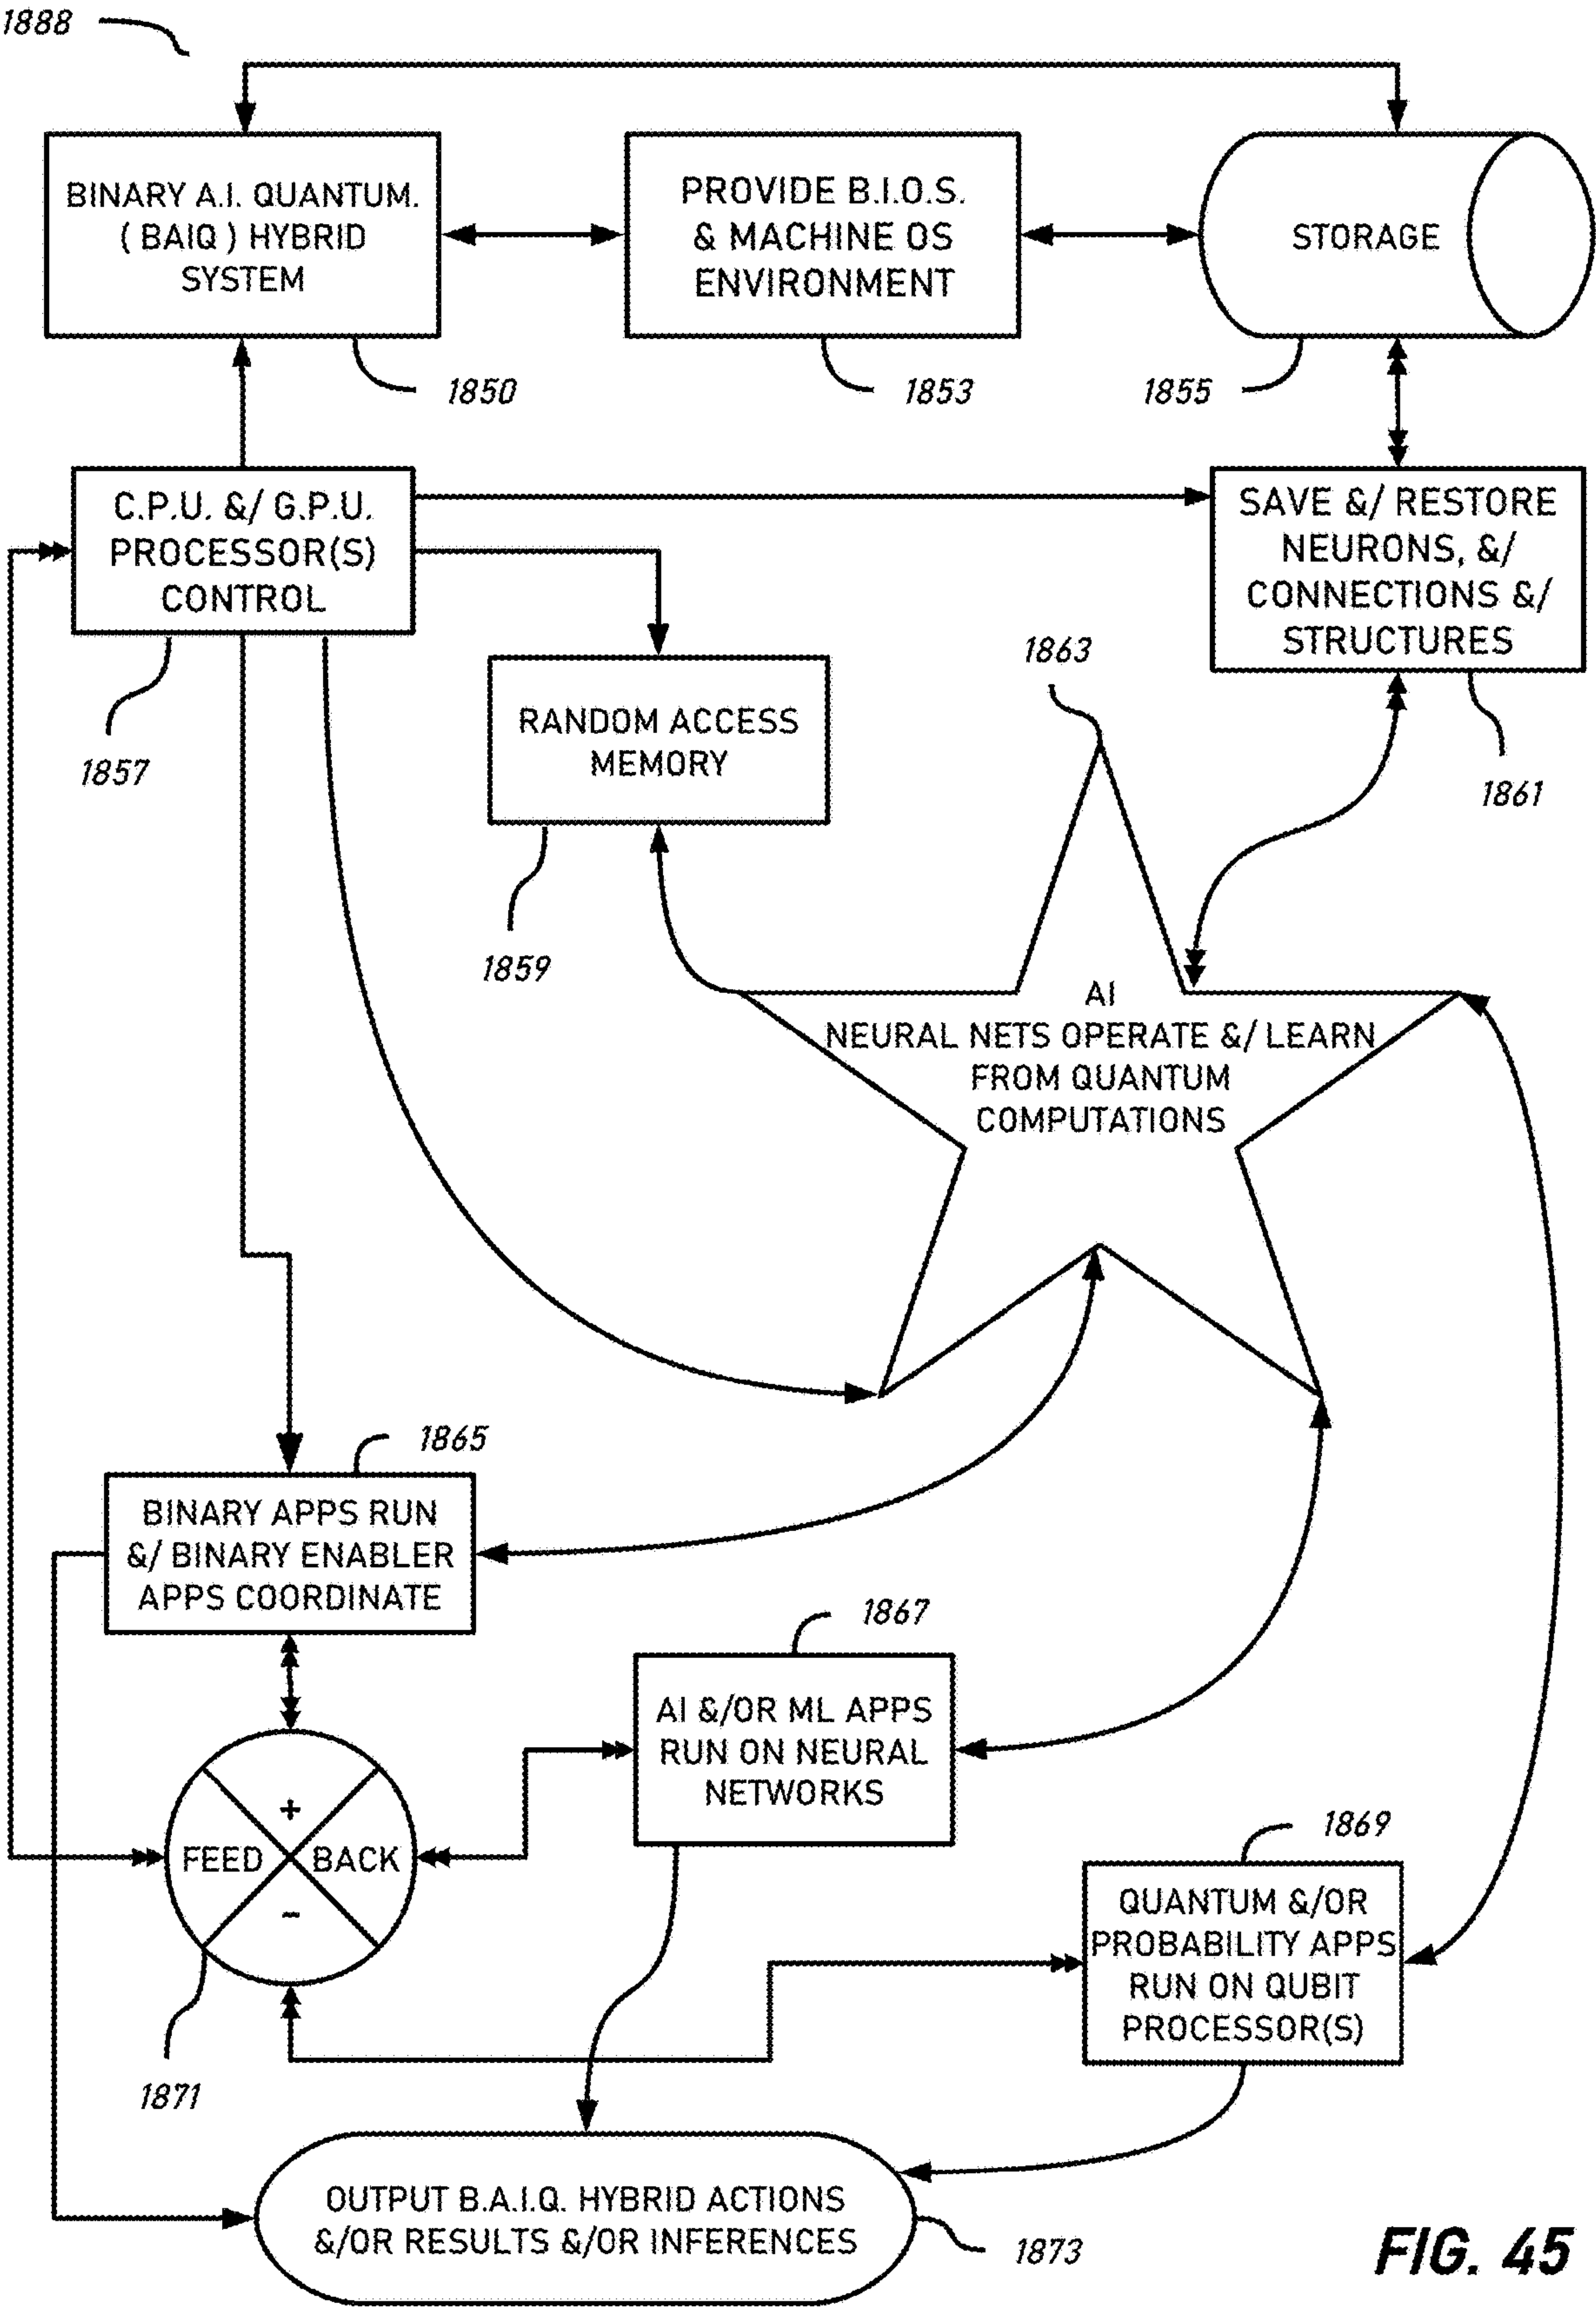 1888
BINARY A.I. QUANTUM.
( BAIQ ) HYBRID
SYSTEM
1850
PROVIDE B.I.O.S.
& MACHINE OS
ENVIRONMENT
1853
STORAGE
1855
C.P.U. &/ G.P.U.
PROCESSOR(S)
CONTROL
1857
RANDOM ACCESS
MEMORY
1859
SAVE &/ RESTORE
NEURONS, &/
CONNECTIONS &/
STRUCTURES
1861
1863
AI
NEURAL NETS OPERATE &/ LEARN
FROM QUANTUM
COMPUTATIONS
1865
BINARY APPS RUN
&/ BINARY ENABLER
APPS COORDINATE
1867
AI &/OR ML APPS
RUN ON NEURAL
NETWORKS
1869
QUANTUM &/OR
PROBABILITY APPS
RUN ON QUBIT
PROCESSOR(S)
+
FEED BACK
−
1871
OUTPUT B.A.I.Q. HYBRID ACTIONS
&/OR RESULTS &/OR INFERENCES
1873
FIG. 45